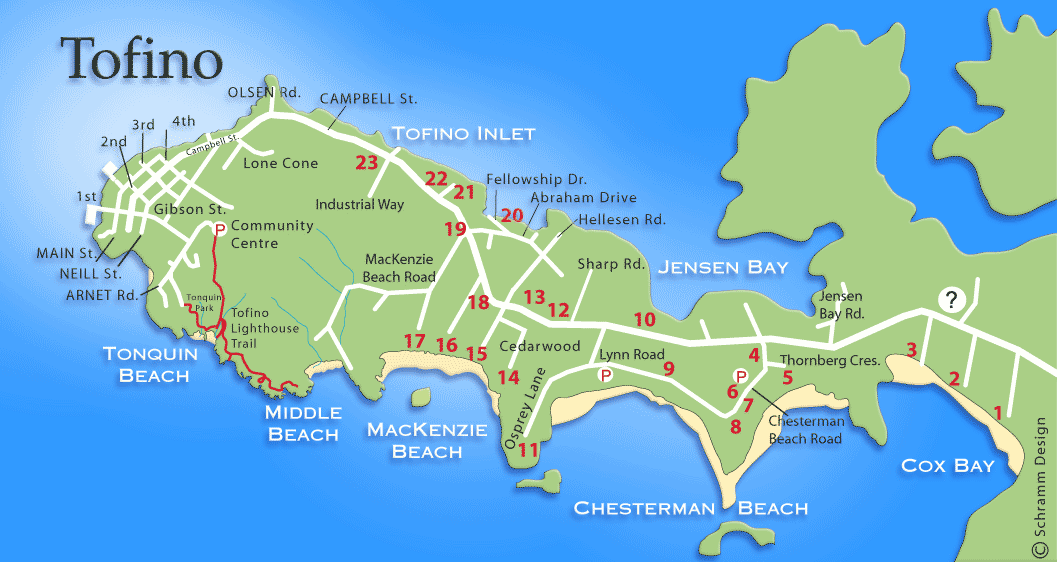 Tofino
OLSEN Rd.
CAMPBELL St.
4th
3rd
2nd
1st
Campbell St.
TOFINO INLET
Lone Cone
23
22
21
Fellowship Dr.
Abraham Drive
20
Hellesen Rd.
Industrial Way
Gibson St.
P
Community
Centre
19
MAIN St.
NEILL St.
ARNET Rd.
MacKenzie
Beach Road
Sharp Rd.
JENSEN BAY
Tonquin
Park
Tofino
Lighthouse
Trail
18
13
12
10
Jensen
Bay Rd.
?
17
16
15
Cedarwood
Lynn Road
9
P
14
Osprey Lane
11
4
Thornberg Cres.
5
P
6
7
8
Chesterman
Beach Road
3
2
1
TONQUIN
BEACH
MIDDLE
BEACH
MACKENZIE
BEACH
CHESTERMAN BEACH
COX BAY
© Schramm Design